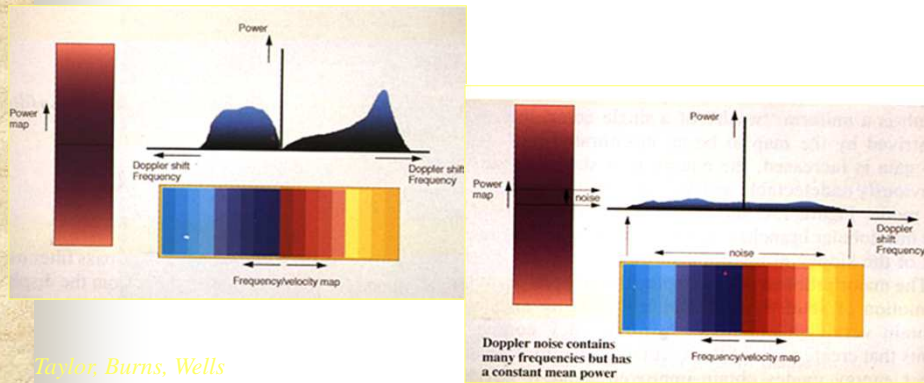 Power
Power
map
Doppler shift
Frequency
Doppler shift
Frequency
Frequency/velocity map
Taylor, Burns, Wells
Power
Power
map
noise
Doppler
shift
Frequency
noise
Doppler noise contains
many frequencies but has
a constant mean power
Frequency/velocity map